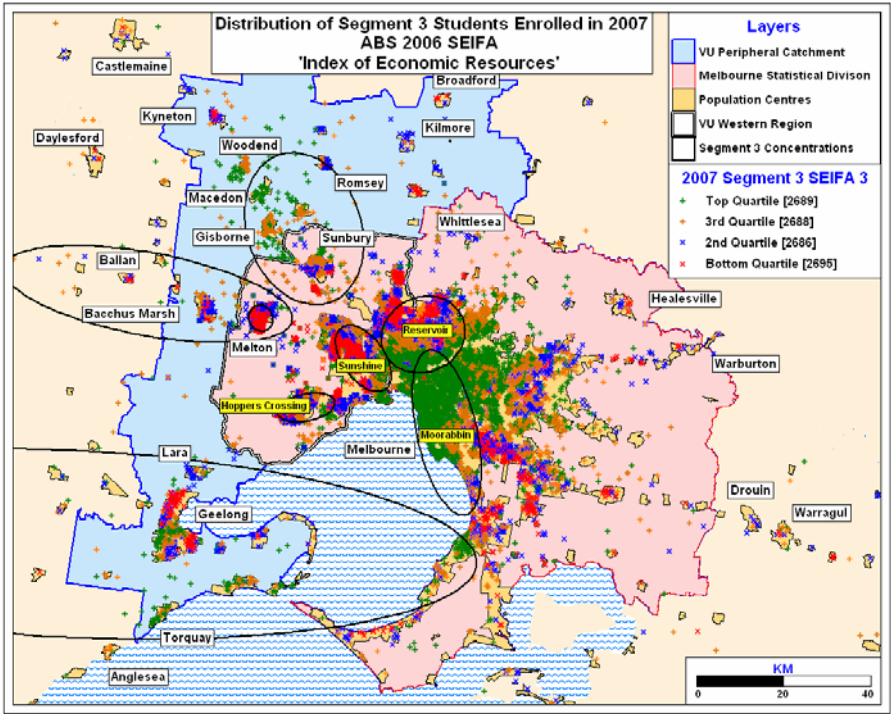 Distribution of Segment 3 Students Enrolled in 2007
ABS 2006 SEIFA
'Index of Economic Resources'
Layers
VU Peripheral Catchment
Melbourne Statistical Divison
Population Centres
VU Western Region
Segment 3 Concentrations
2007 Segment 3 SEIFA 3
Top Quartile [2689]
3rd Quartile [2688]
2nd Quartile [2686]
Bottom Quartile [2695]
Castlemaine
Broadford
Kyneton
Kilmore
Daylesford
Woodend
Romsey
Macedon
Whittlesea
Gisborne
Sunbury
Ballan
Healesville
Bacchus Marsh
Reservoir
Melton
Sunshine
Warburton
Hoppers Crossing
Moorabbin
Melbourne
Lara
Drouin
Geelong
Warragul
Torquay
Anglesea
KM
0
20
40